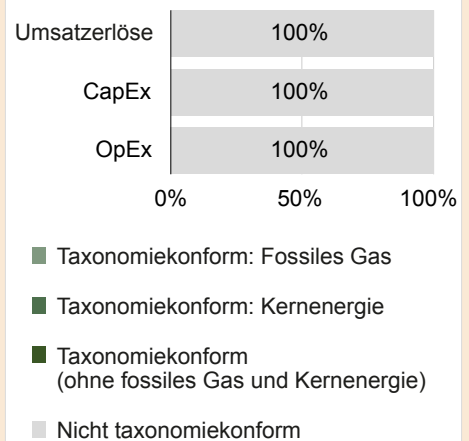 Umsatzerlöse 100%
CapEx 100%
OpEx 100%
0% 50% 100%
Taxonomiekonform: Fossiles Gas
Taxonomiekonform: Kernenergie
Taxonomiekonform
(ohne fossiles Gas und Kernenergie)
Nicht taxonomiekonform